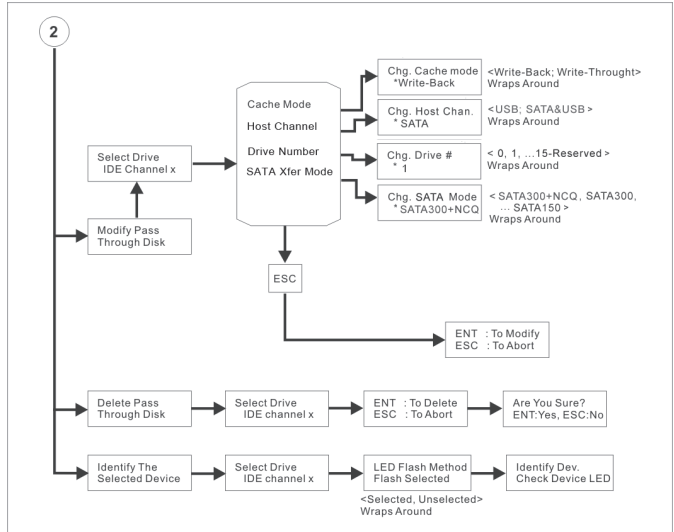 2
Chg. Cache mode
*Write-Back
<Write-Back; Write-Throught>
Wraps Around
Cache Mode
Host Channel
Drive Number
SATA Xfer Mode
Chg. Host Chan.
* SATA
<USB; SATA&USB >
Wraps Around
Select Drive
IDE Channel x
Chg. Drive #
* 1
< 0, 1, ...15-Reserved >
Wraps Around
Chg. SATA Mode
* SATA300+NCQ
< SATA300+NCQ, SATA300,
... SATA150 >
Wraps Around
Modify Pass
Through Disk
ESC
ENT : To Modify
ESC : To Abort
Delete Pass
Through Disk
Select Drive
IDE channel x
ENT : To Delete
ESC : To Abort
Are You Sure?
ENT:Yes, ESC:No
Identify The
Selected Device
Select Drive
IDE channel x
LED Flash Method
Flash Selected
<Selected, Unselected>
Wraps Around
Identify Dev.
Check Device LED